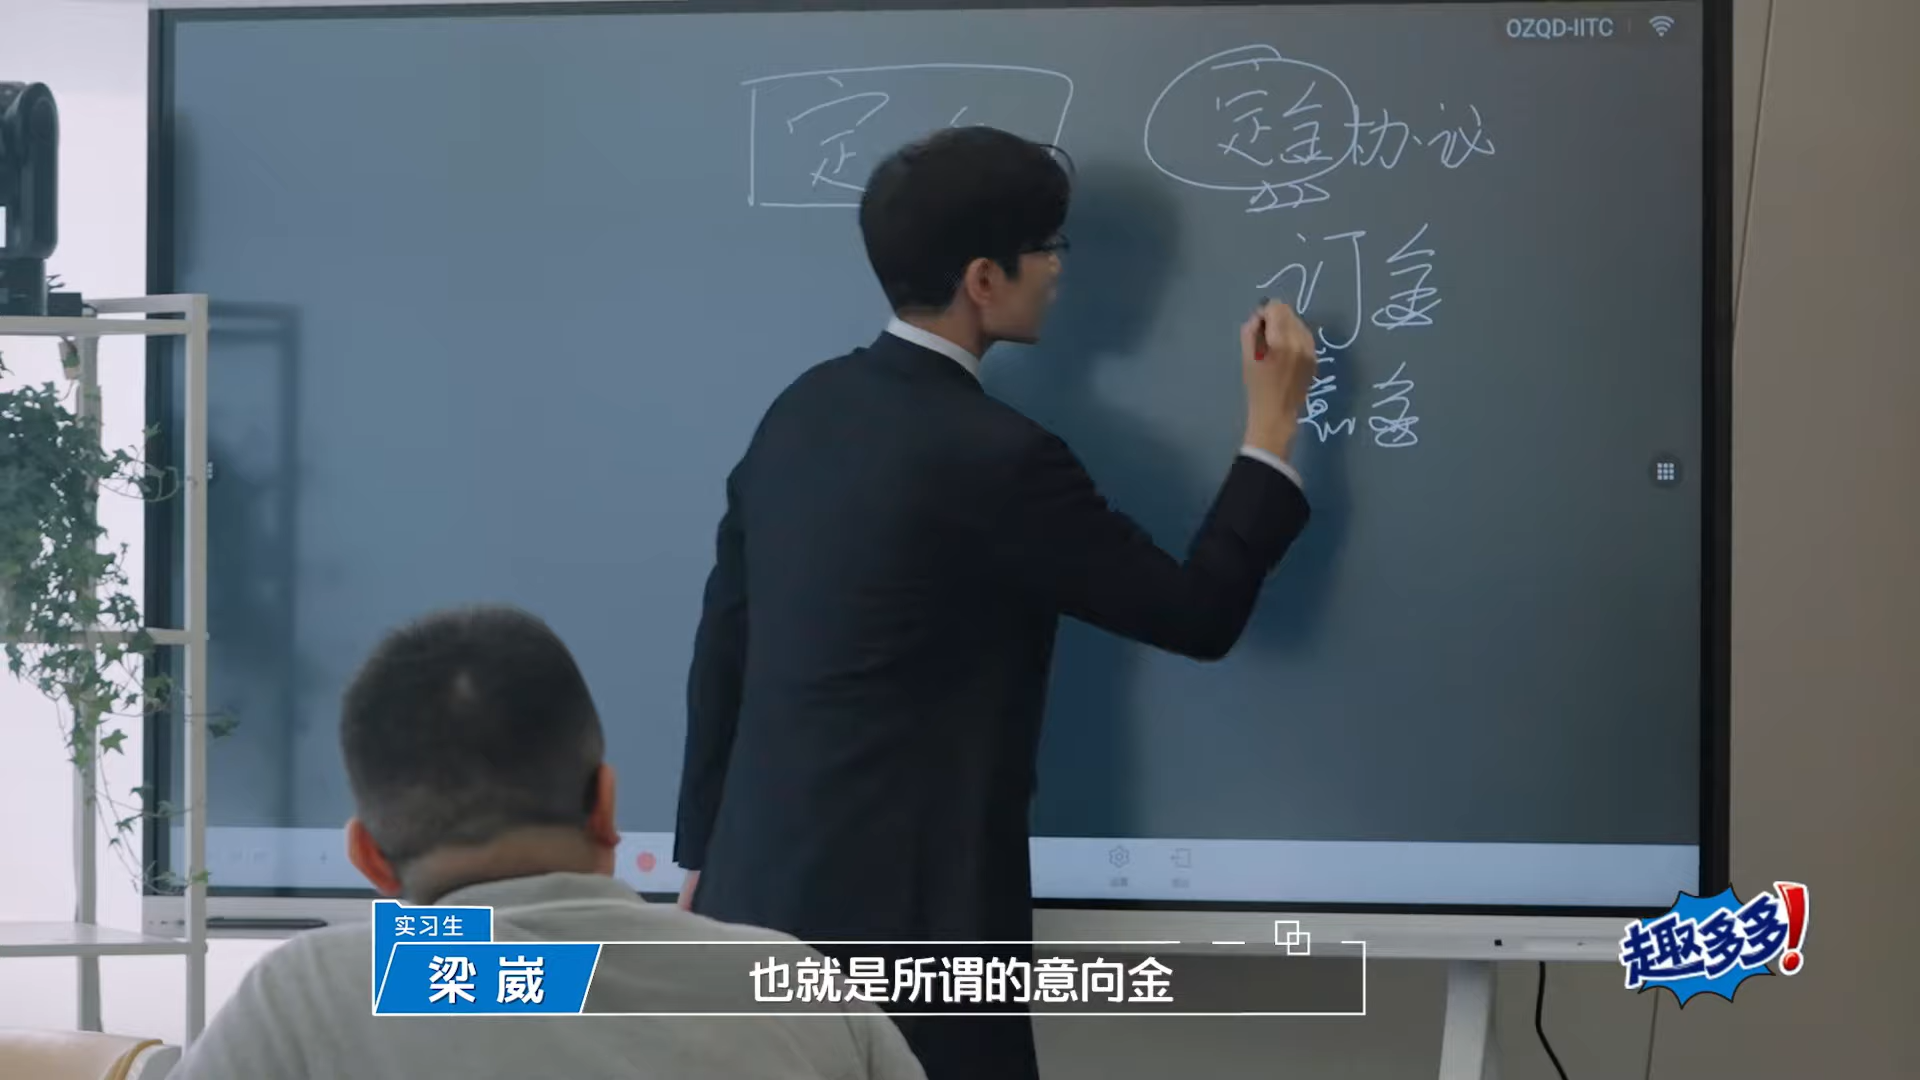 OZQD-IITC
定
定金协议
订金
意金
实习生
梁崴
也就是所谓的意向金
趣多多!